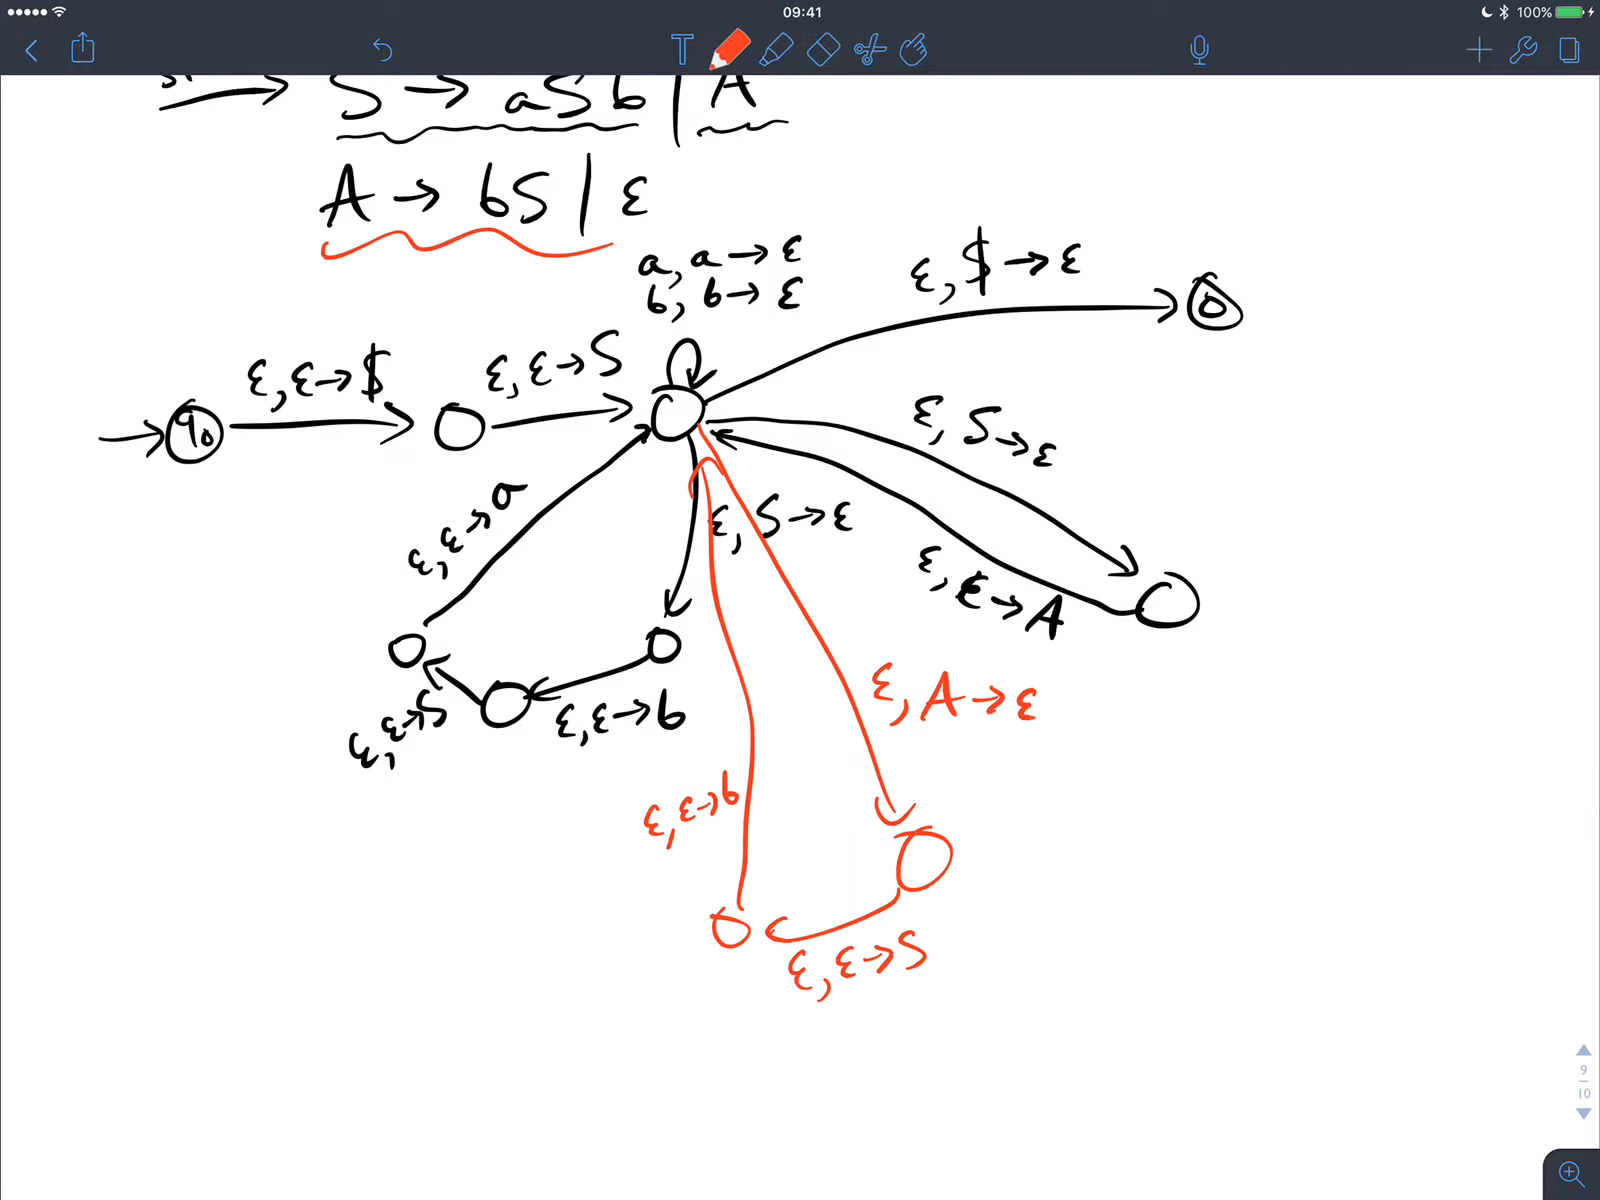 09:41
100%
S → aSb | A
A → bS | ε
a, a → ε
b, b → ε
ε, $ → ε
ε, ε → $
ε, ε → S
q0
ε, S → ε
ε, ε → a
ε, S → ε
ε, ε → A
ε, A → ε
ε, ε → S
ε, ε → b
ε, ε → b
ε, ε → S
9
10